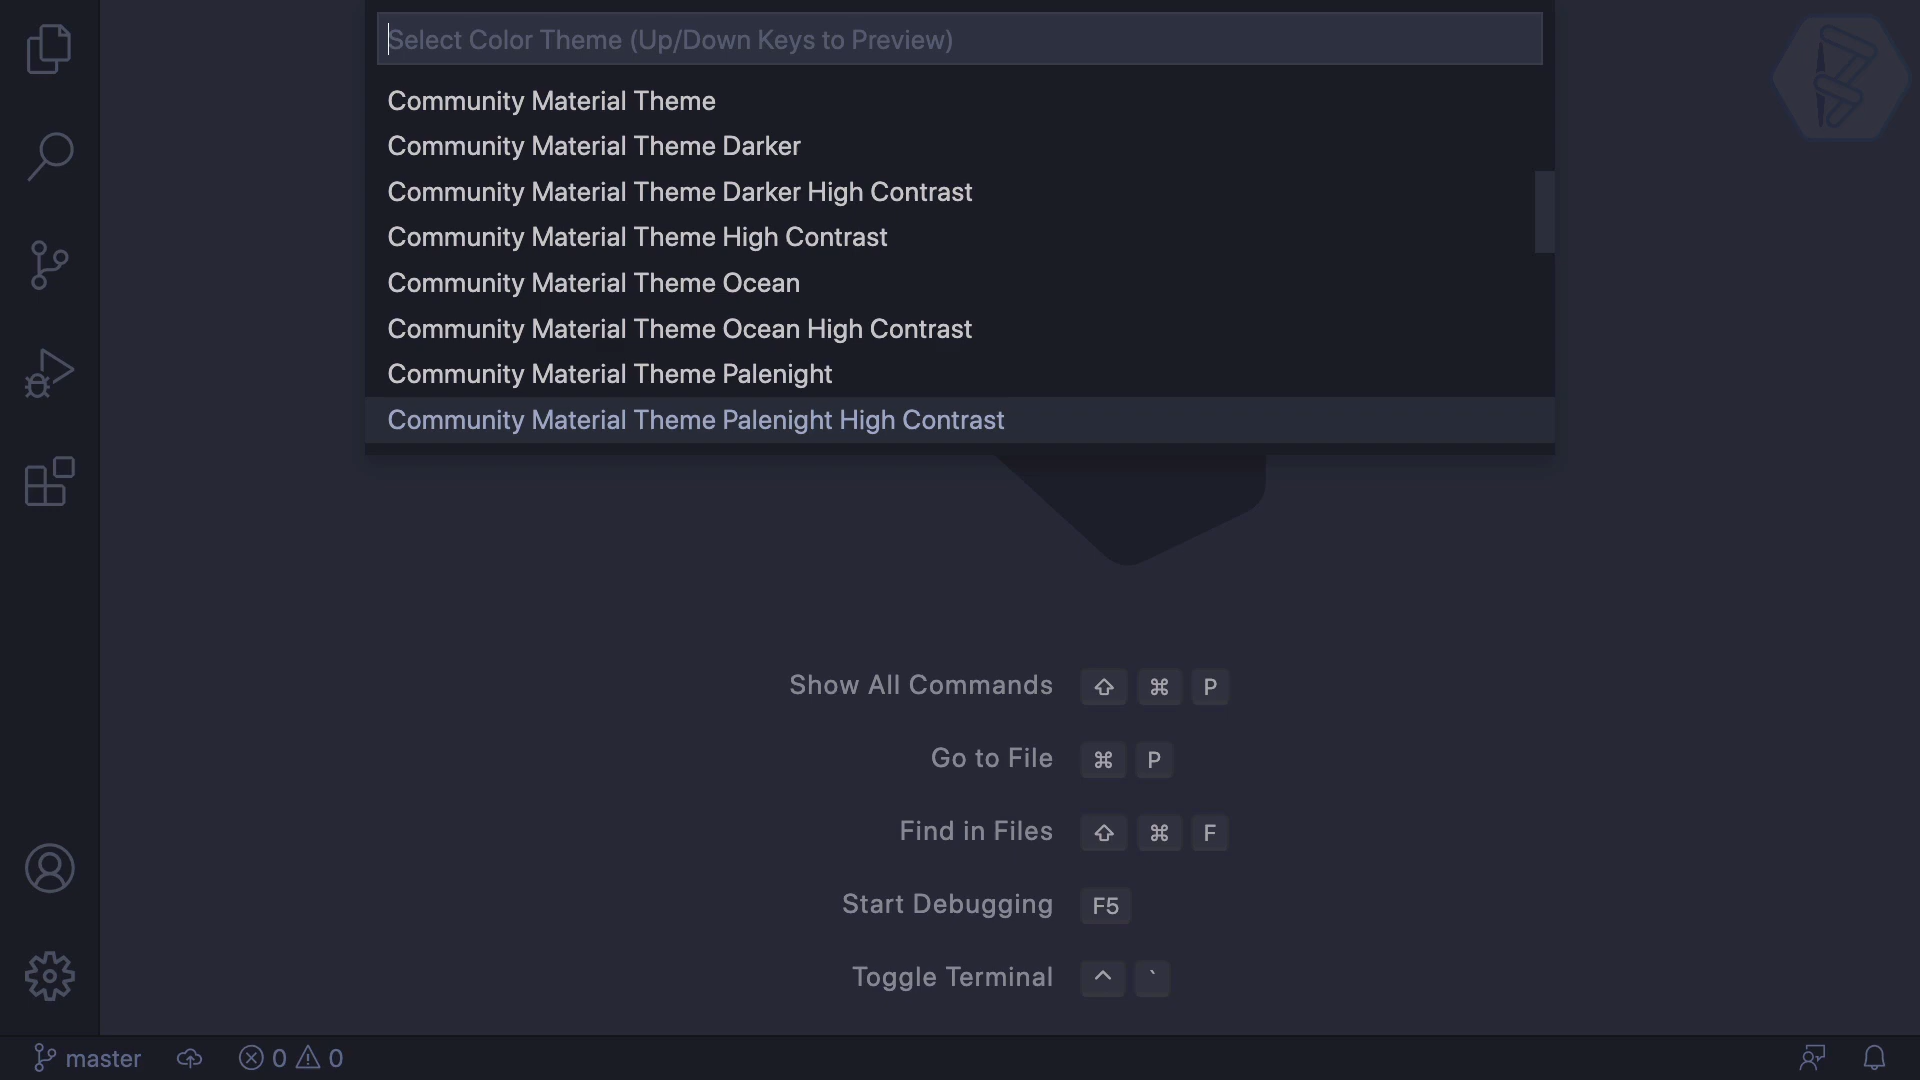 Select Color Theme (Up/Down Keys to Preview)
Community Material Theme
Community Material Theme Darker
Community Material Theme Darker High Contrast
Community Material Theme High Contrast
Community Material Theme Ocean
Community Material Theme Ocean High Contrast
Community Material Theme Palenight
Community Material Theme Palenight High Contrast
Show All Commands ⇧ ⌘ P
Go to File ⌘ P
Find in Files ⇧ ⌘ F
Start Debugging F5
Toggle Terminal ^ `
master 0 0